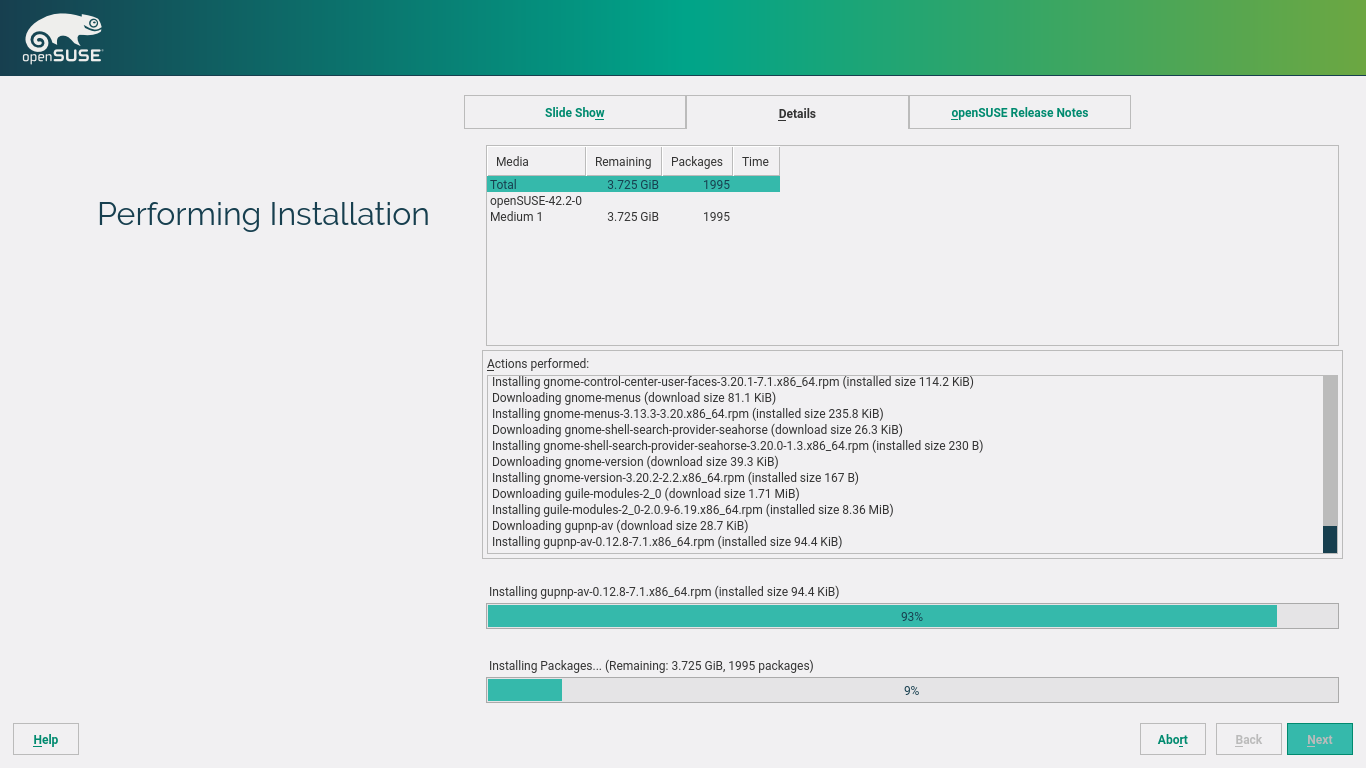 openSUSE
Slide Show
Details
openSUSE Release Notes
Performing Installation
Media Remaining Packages Time
Total 3.725 GiB 1995
openSUSE-42.2-0
Medium 1 3.725 GiB 1995
Actions performed:
Installing gnome-control-center-user-faces-3.20.1-7.1.x86_64.rpm (installed size 114.2 KiB)
Downloading gnome-menus (download size 81.1 KiB)
Installing gnome-menus-3.13.3-3.20.x86_64.rpm (installed size 235.8 KiB)
Downloading gnome-shell-search-provider-seahorse (download size 26.3 KiB)
Installing gnome-shell-search-provider-seahorse-3.20.0-1.3.x86_64.rpm (installed size 230 B)
Downloading gnome-version (download size 39.3 KiB)
Installing gnome-version-3.20.2-2.2.x86_64.rpm (installed size 167 B)
Downloading guile-modules-2_0 (download size 1.71 MiB)
Installing guile-modules-2_0-2.0.9-6.19.x86_64.rpm (installed size 8.36 MiB)
Downloading gupnp-av (download size 28.7 KiB)
Installing gupnp-av-0.12.8-7.1.x86_64.rpm (installed size 94.4 KiB)
Installing gupnp-av-0.12.8-7.1.x86_64.rpm (installed size 94.4 KiB)
93%
Installing Packages... (Remaining: 3.725 GiB, 1995 packages)
9%
Help
Abort
Back
Next